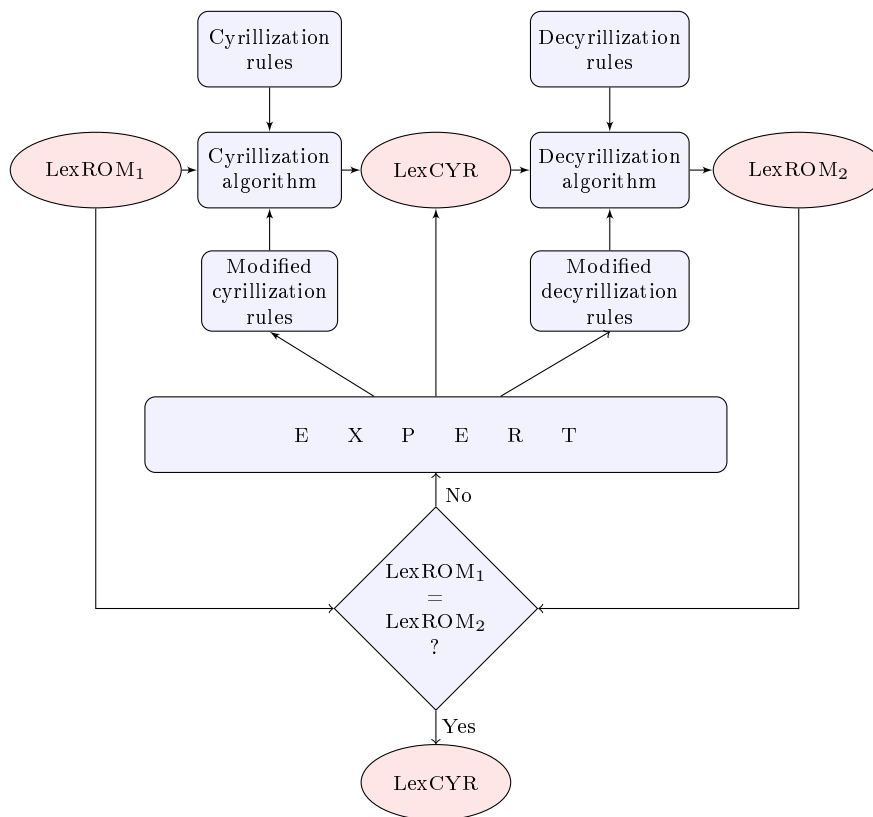 Cyrillization
rules
Decyrillization
rules
LexROM₁
Cyrillization
algorithm
LexCYR
Decyrillization
algorithm
LexROM₂
Modified
cyrillization
rules
Modified
decyrillization
rules
E X P E R T
No
LexROM₁
=
LexROM₂
?
Yes
LexCYR